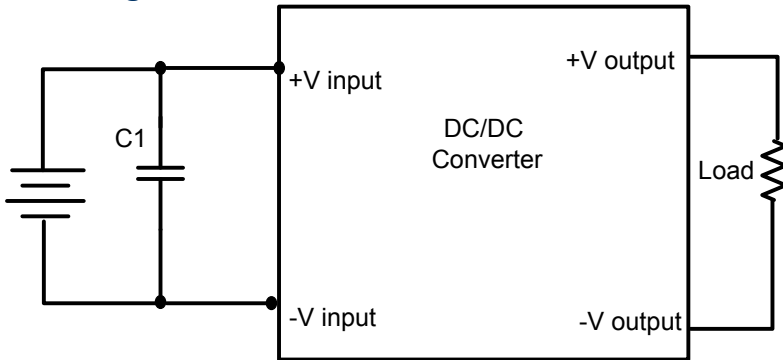 +V input
+V output
C1
DC/DC
Converter
Load
-V input
-V output